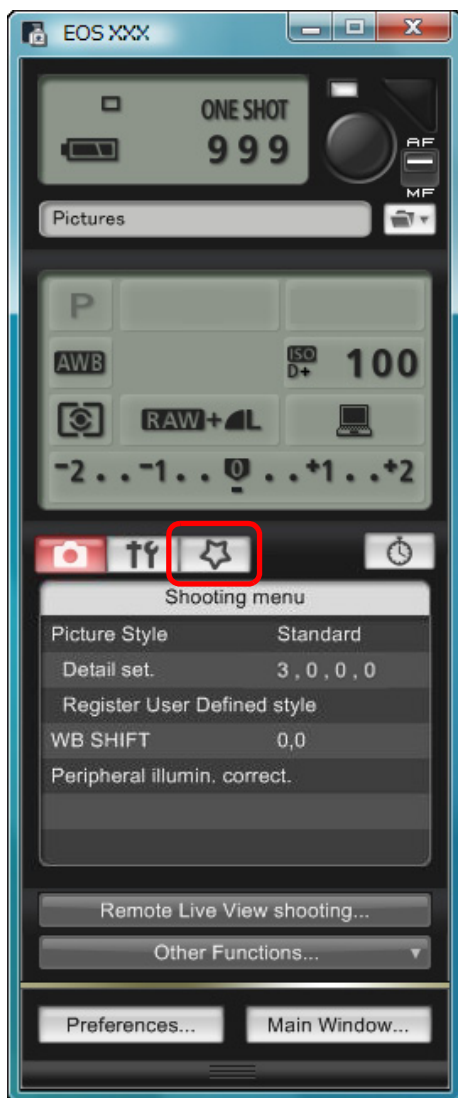 EOS XXX
ONE SHOT
999
AF
MF
Pictures
P
AWB
ISO D+ 100
RAW+L
-2..-1..0..+1..+2
Shooting menu
Picture Style Standard
Detail set. 3,0,0,0
Register User Defined style
WB SHIFT 0,0
Peripheral illumin. correct.
Remote Live View shooting...
Other Functions...
Preferences... Main Window...